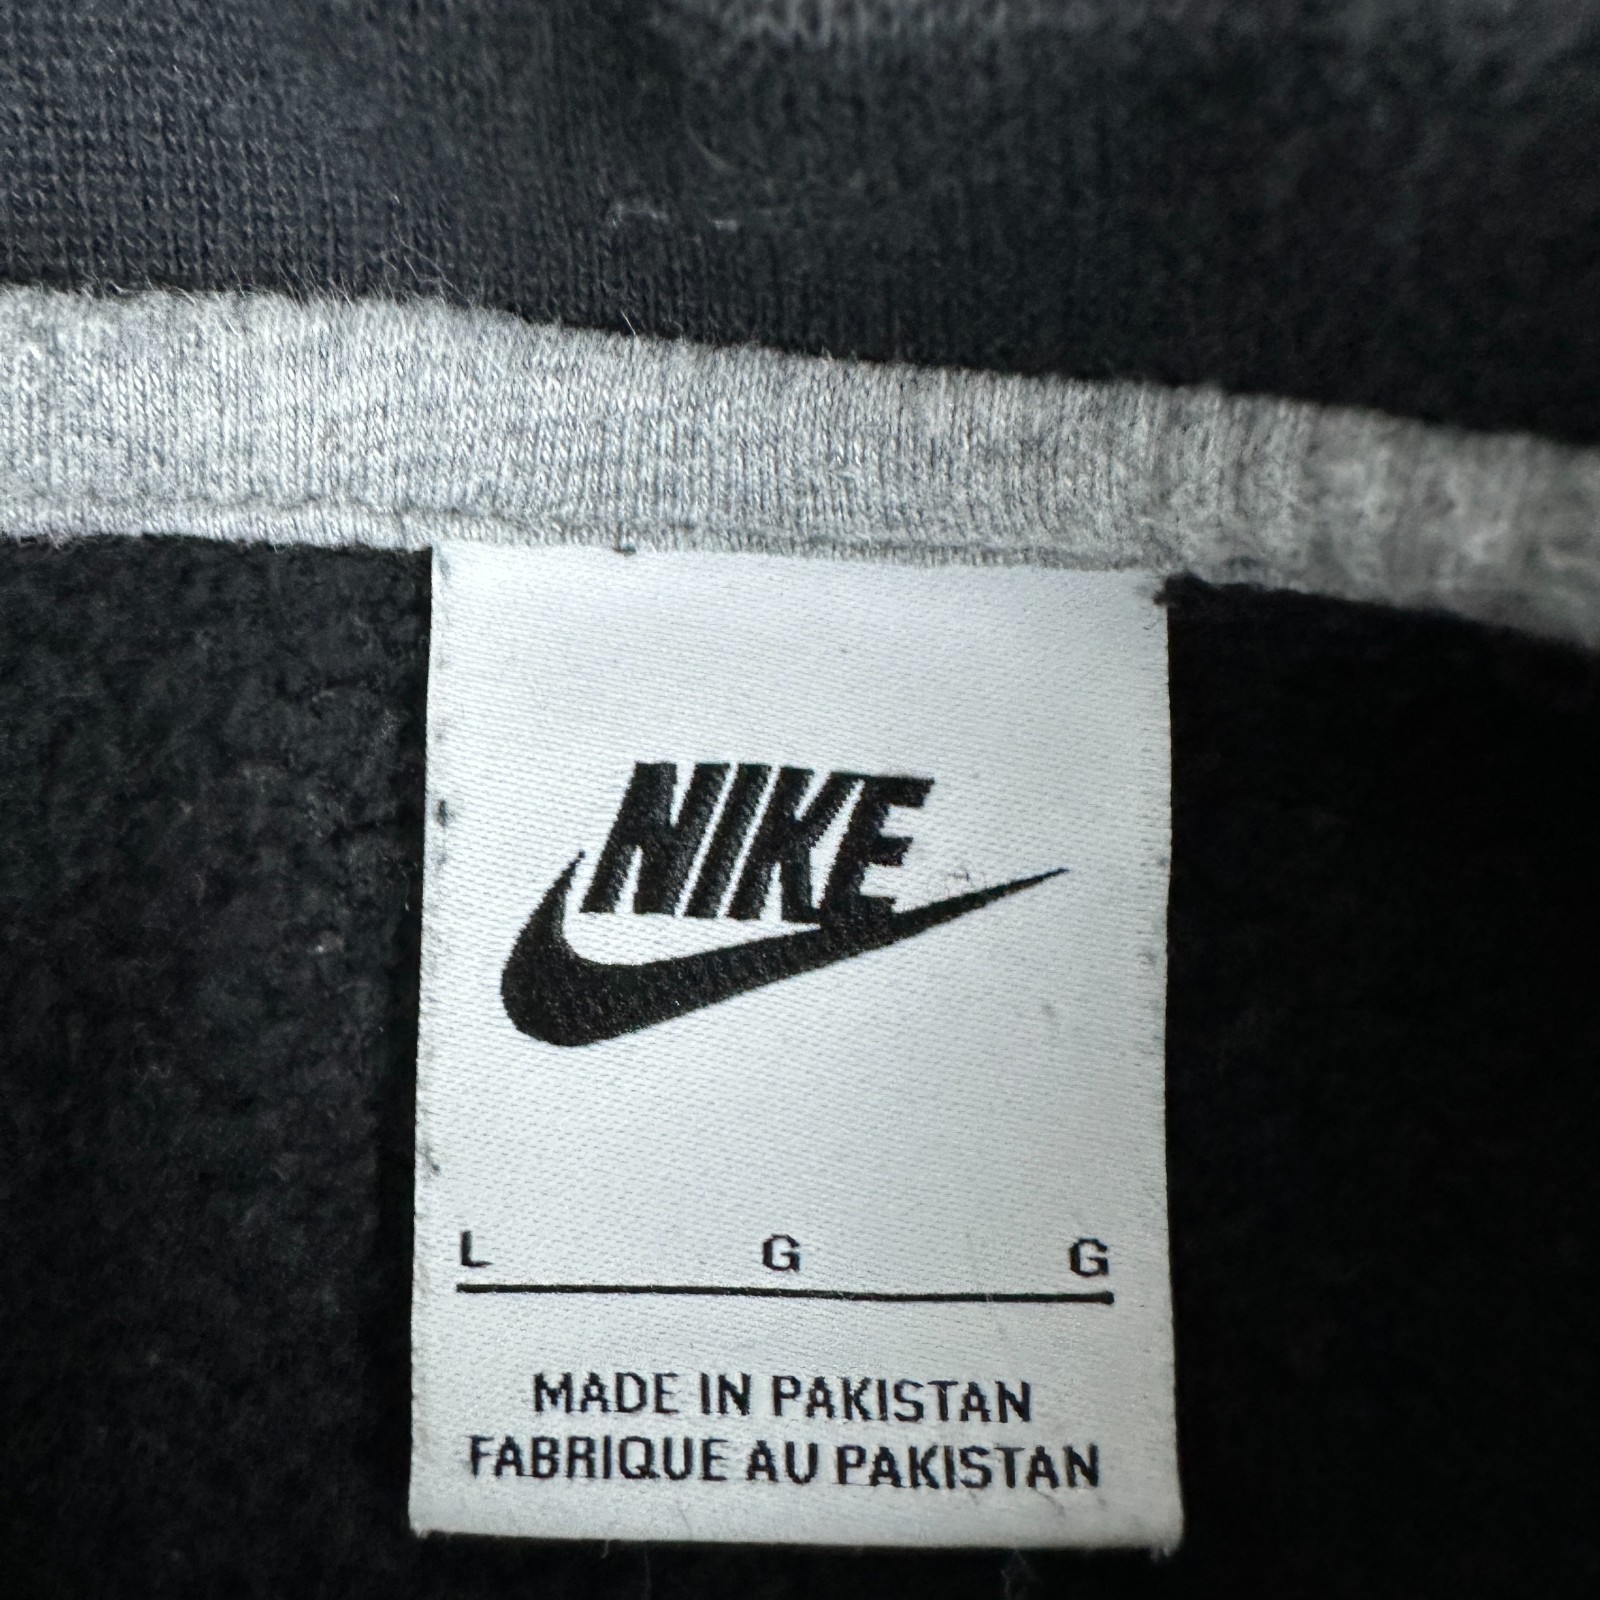 NIKE
L G G
MADE IN PAKISTAN
FABRIQUE AU PAKISTAN